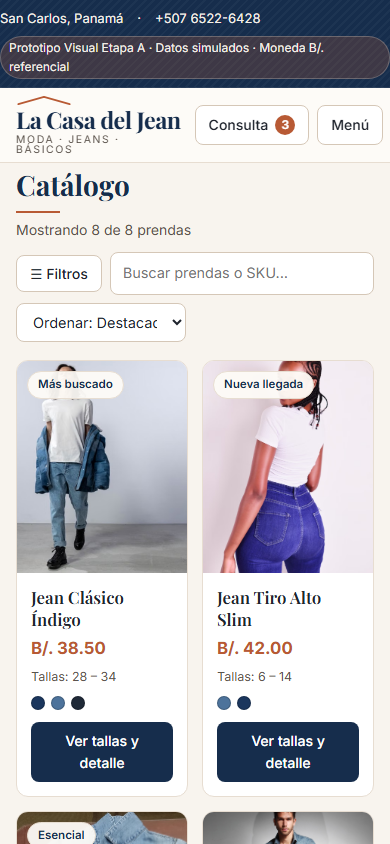 San Carlos, Panamá · +507 6522-6428
Prototipo Visual Etapa A · Datos simulados · Moneda B/.
referencial
La Casa del Jean
MODA · JEANS ·
BÁSICOS
Consulta 3
Menú
Catálogo
Mostrando 8 de 8 prendas
☰ Filtros
Buscar prendas o SKU...
Ordenar: Destacad
Más buscado
Nueva llegada
Jean Clásico
Índigo
B/. 38.50
Tallas: 28 – 34
Ver tallas y
detalle
Jean Tiro Alto
Slim
B/. 42.00
Tallas: 6 – 14
Ver tallas y
detalle
Esencial